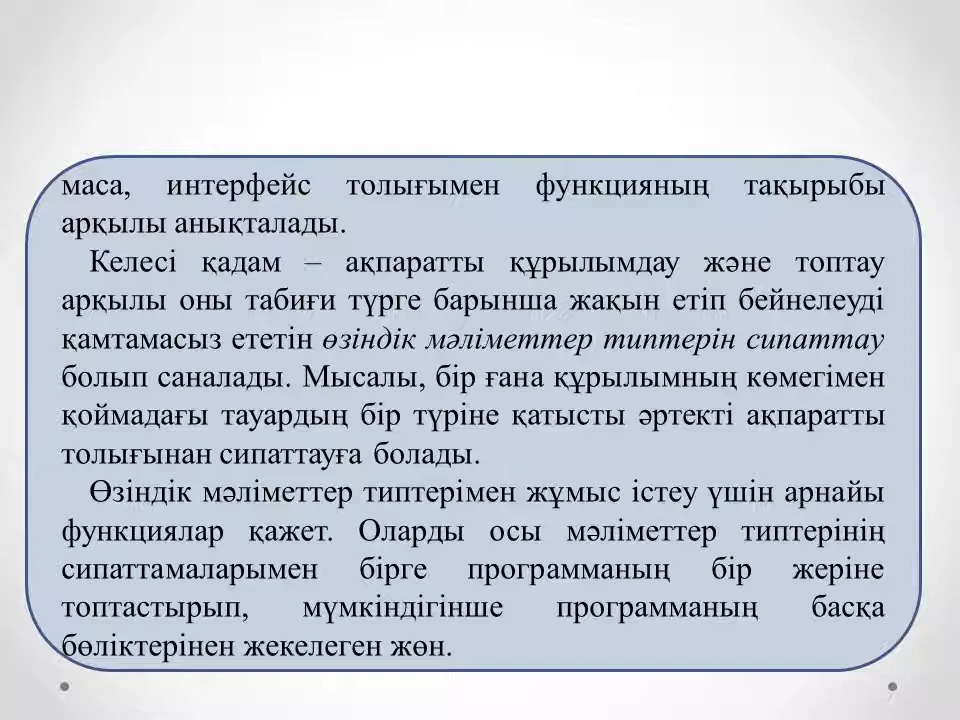 маса, интерфейс толығымен функцияның тақырыбы
арқылы анықталады.
Келесі қадам – ақпаратты құрылымдау және топтау
арқылы оны табиғи түрге барынша жақын етіп бейнелеуді
қамтамасыз ететін өзіндік мәліметтер типтерін сипаттау
болып саналады. Мысалы, бір ғана құрылымның көмегімен
қоймадағы тауардың бір түріне қатысты әртекті ақпаратты
толығынан сипаттауға болады.
Өзіндік мәліметтер типтерімен жұмыс істеу үшін арнайы
функциялар қажет. Оларды осы мәліметтер типтерінің
сипаттамаларымен бірге программаның бір жеріне
топтастырып, мүмкіндігінше программаның басқа
бөліктерінен жекелеген жөн.